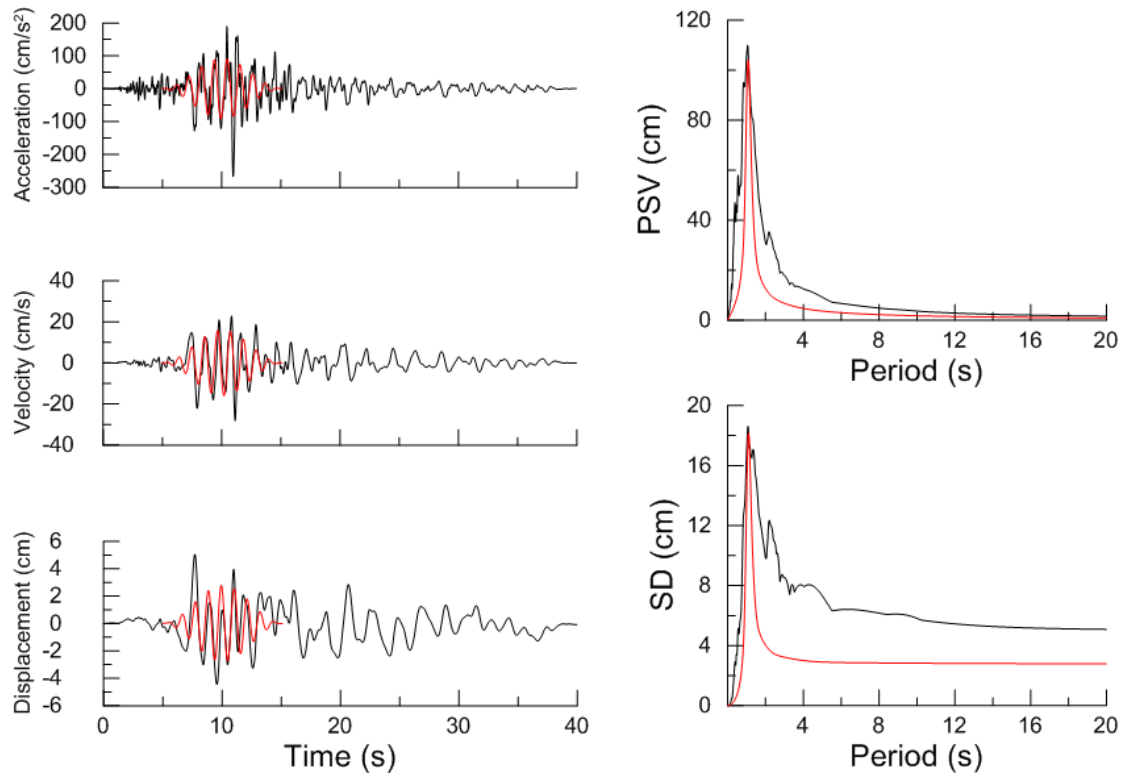 Acceleration (cm/s²)
200
100
0
-100
-200
-300
Velocity (cm/s)
40
20
0
-20
-40
Displacement (cm)
6
4
2
0
-2
-4
-6
0 10 20 30 40
Time (s)
PSV (cm)
120
80
40
0
4 8 12 16 20
Period (s)
SD (cm)
20
16
12
8
4
0
4 8 12 16 20
Period (s)